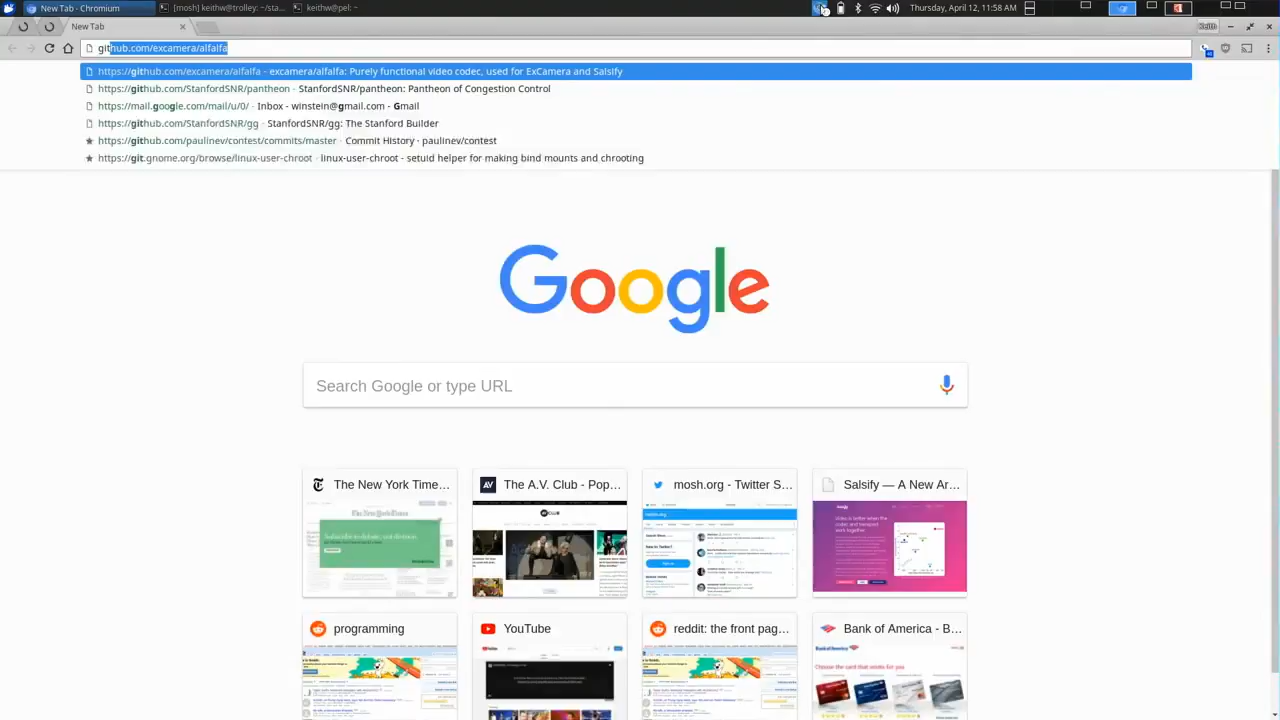 New Tab - Chromium
[mosh] keithw@trolley: ~/sta...
keithw@pel: ~
Thursday, April 12, 11:58 AM
New Tab
Keith
github.com/excamera/alfalfa
https://github.com/excamera/alfalfa - excamera/alfalfa: Purely functional video codec, used for ExCamera and Salsify
https://github.com/StanfordSNR/pantheon - StanfordSNR/pantheon: Pantheon of Congestion Control
https://mail.google.com/mail/u/0/ - Inbox - winstein@gmail.com - Gmail
https://github.com/StanfordSNR/gg - StanfordSNR/gg: The Stanford Builder
https://github.com/paulinev/contest/commits/master - Commit History · paulinev/contest
https://git.gnome.org/browse/linux-user-chroot - linux-user-chroot - setuid helper for making bind mounts and chrooting
Google
Search Google or type URL
The New York Time...
The A.V. Club - Pop...
mosh.org - Twitter S...
Salsify — A New Ar...
programming
YouTube
reddit: the front pag...
Bank of America - B...